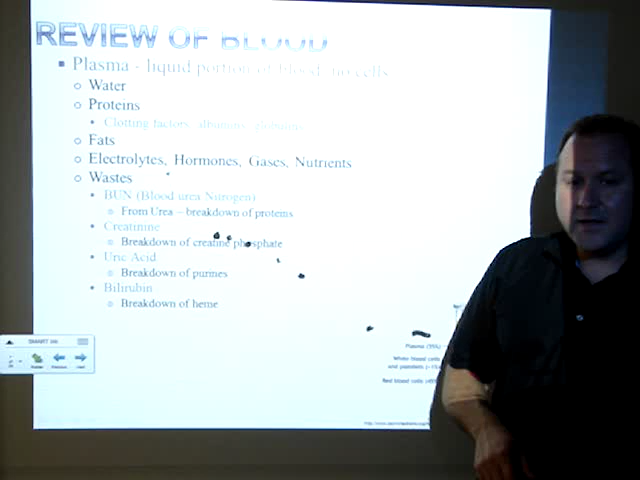 REVIEW OF BLOOD
Plasma - liquid portion of blood, no cells
Water
Proteins
Clotting factors, albumins, globulins
Fats
Electrolytes, Hormones, Gases, Nutrients
Wastes
BUN (Blood urea Nitrogen)
From Urea – breakdown of proteins
Creatinine
Breakdown of creatine phosphate
Uric Acid
Breakdown of purines
Bilirubin
Breakdown of heme
Plasma (55%)
White blood cells
and platelets
Red blood cells